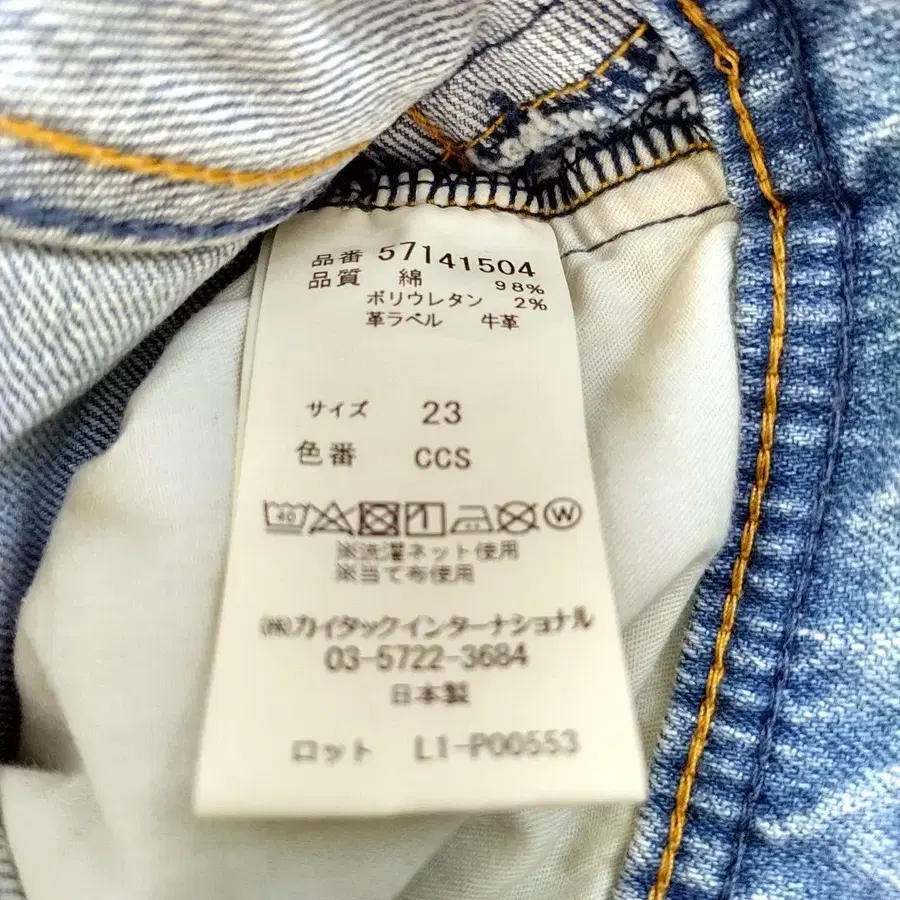 品番 57141504
品質 綿 98%
ポリウレタン 2%
革ラベル 牛革
サイズ 23
色番 CCS
40 1 W
※洗濯ネット使用
※当て布使用
㈱カイタックインターナショナル
03-5722-3684
日本製
ロット L1-P00553